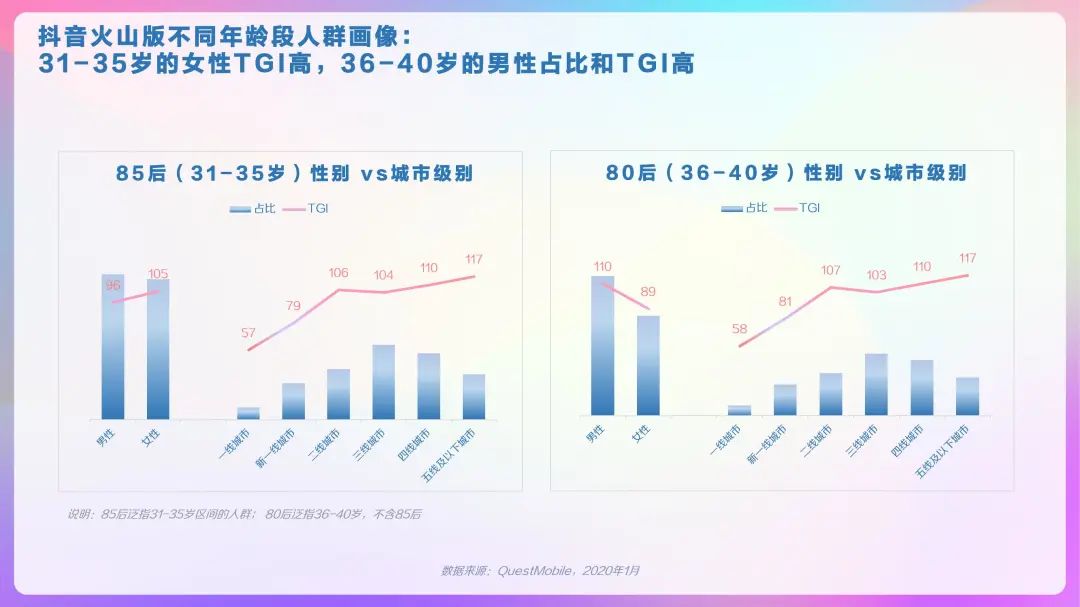 抖音火山版不同年龄段人群画像：
31-35岁的女性TGI高，36-40岁的男性占比和TGI高
85后（31-35岁）性别 vs城市级别
占比 TGI
96 105 57 79 106 104 110 117
男性 女性 一线城市 新一线城市 二线城市 三线城市 四线城市 五线及以下城市
80后（36-40岁）性别 vs城市级别
占比 TGI
110 89 58 81 107 103 110 117
男性 女性 一线城市 新一线城市 二线城市 三线城市 四线城市 五线及以下城市
说明：85后泛指31-35岁区间的人群；80后泛指36-40岁，不含85后
数据来源：QuestMobile，2020年1月